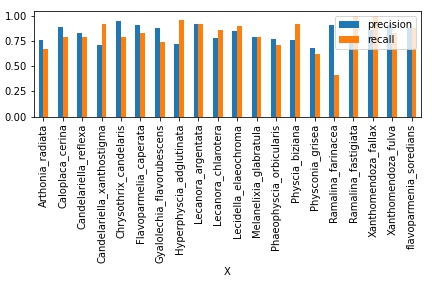 1.00
0.75
0.50
0.25
0.00
precision
recall
Arthonia_radiata
Caloplaca_cerina
Candelariella_reflexa
Candelariella_xanthostigma
Chrysothrix_candelaris
Flavoparmelia_caperata
Gyalolechia_flavorubescens
Hyperphyscia_adglutinata
Lecanora_argentata
Lecanora_chlarotera
Lecidella_elaeochroma
Melanelixia_glabratula
Phaeophyscia_orbicularis
Physcia_biziana
Physconia_grisea
Ramalina_farinacea
Ramalina_fastigiata
Xanthomendoza_fallax
Xanthomendoza_fulva
flavoparmenia_soredians
X